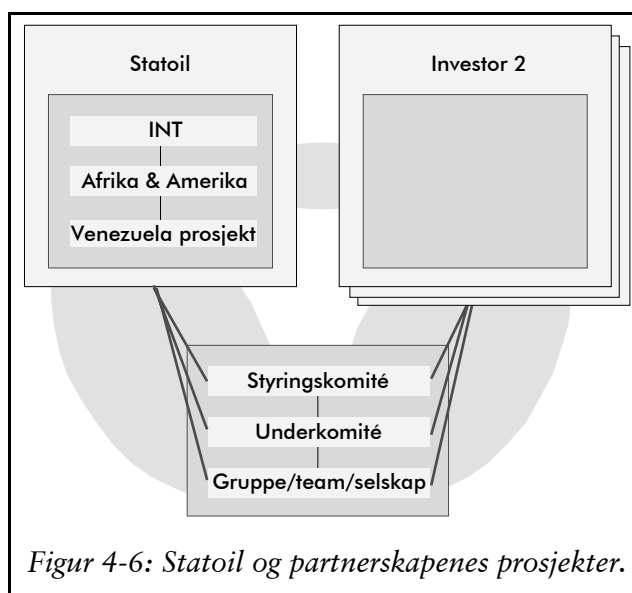 Statoil
Investor 2
INT
Afrika & Amerika
Venezuela prosjekt
Styringskomité
Underkomité
Gruppe/team/selskap
Figur 4-6: Statoil og partnerskapenes prosjekter.